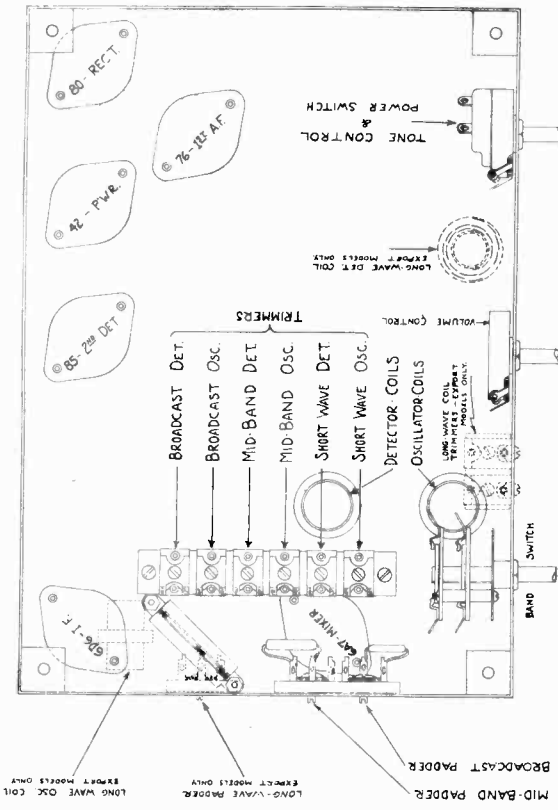 80-RECT.
76-1ST A.F.
42-PWR.
85-2ND DET
TONE CONTROL
&
POWER SWITCH
LONG-WAVE DET. COIL
EXPORT MODELS ONLY.
VOLUME CONTROL
TRIMMERS
BROADCAST DET.
BROADCAST OSC.
MID-BAND DET.
MID-BAND OSC.
SHORT WAVE DET.
SHORT WAVE OSC.
DETECTOR-COILS
OSCILLATOR-COILS
LONG-WAVE COIL
TRIMMERS-EXPORT
MODELS ONLY.
BAND SWITCH
6D6-I.F.
6A7-MIXER
LONG WAVE OSC COIL
EXPORT MODELS ONLY
LONG-WAVE PADDER
EXPORT MODELS ONLY
BROADCAST PADDER
MID-BAND PADDER